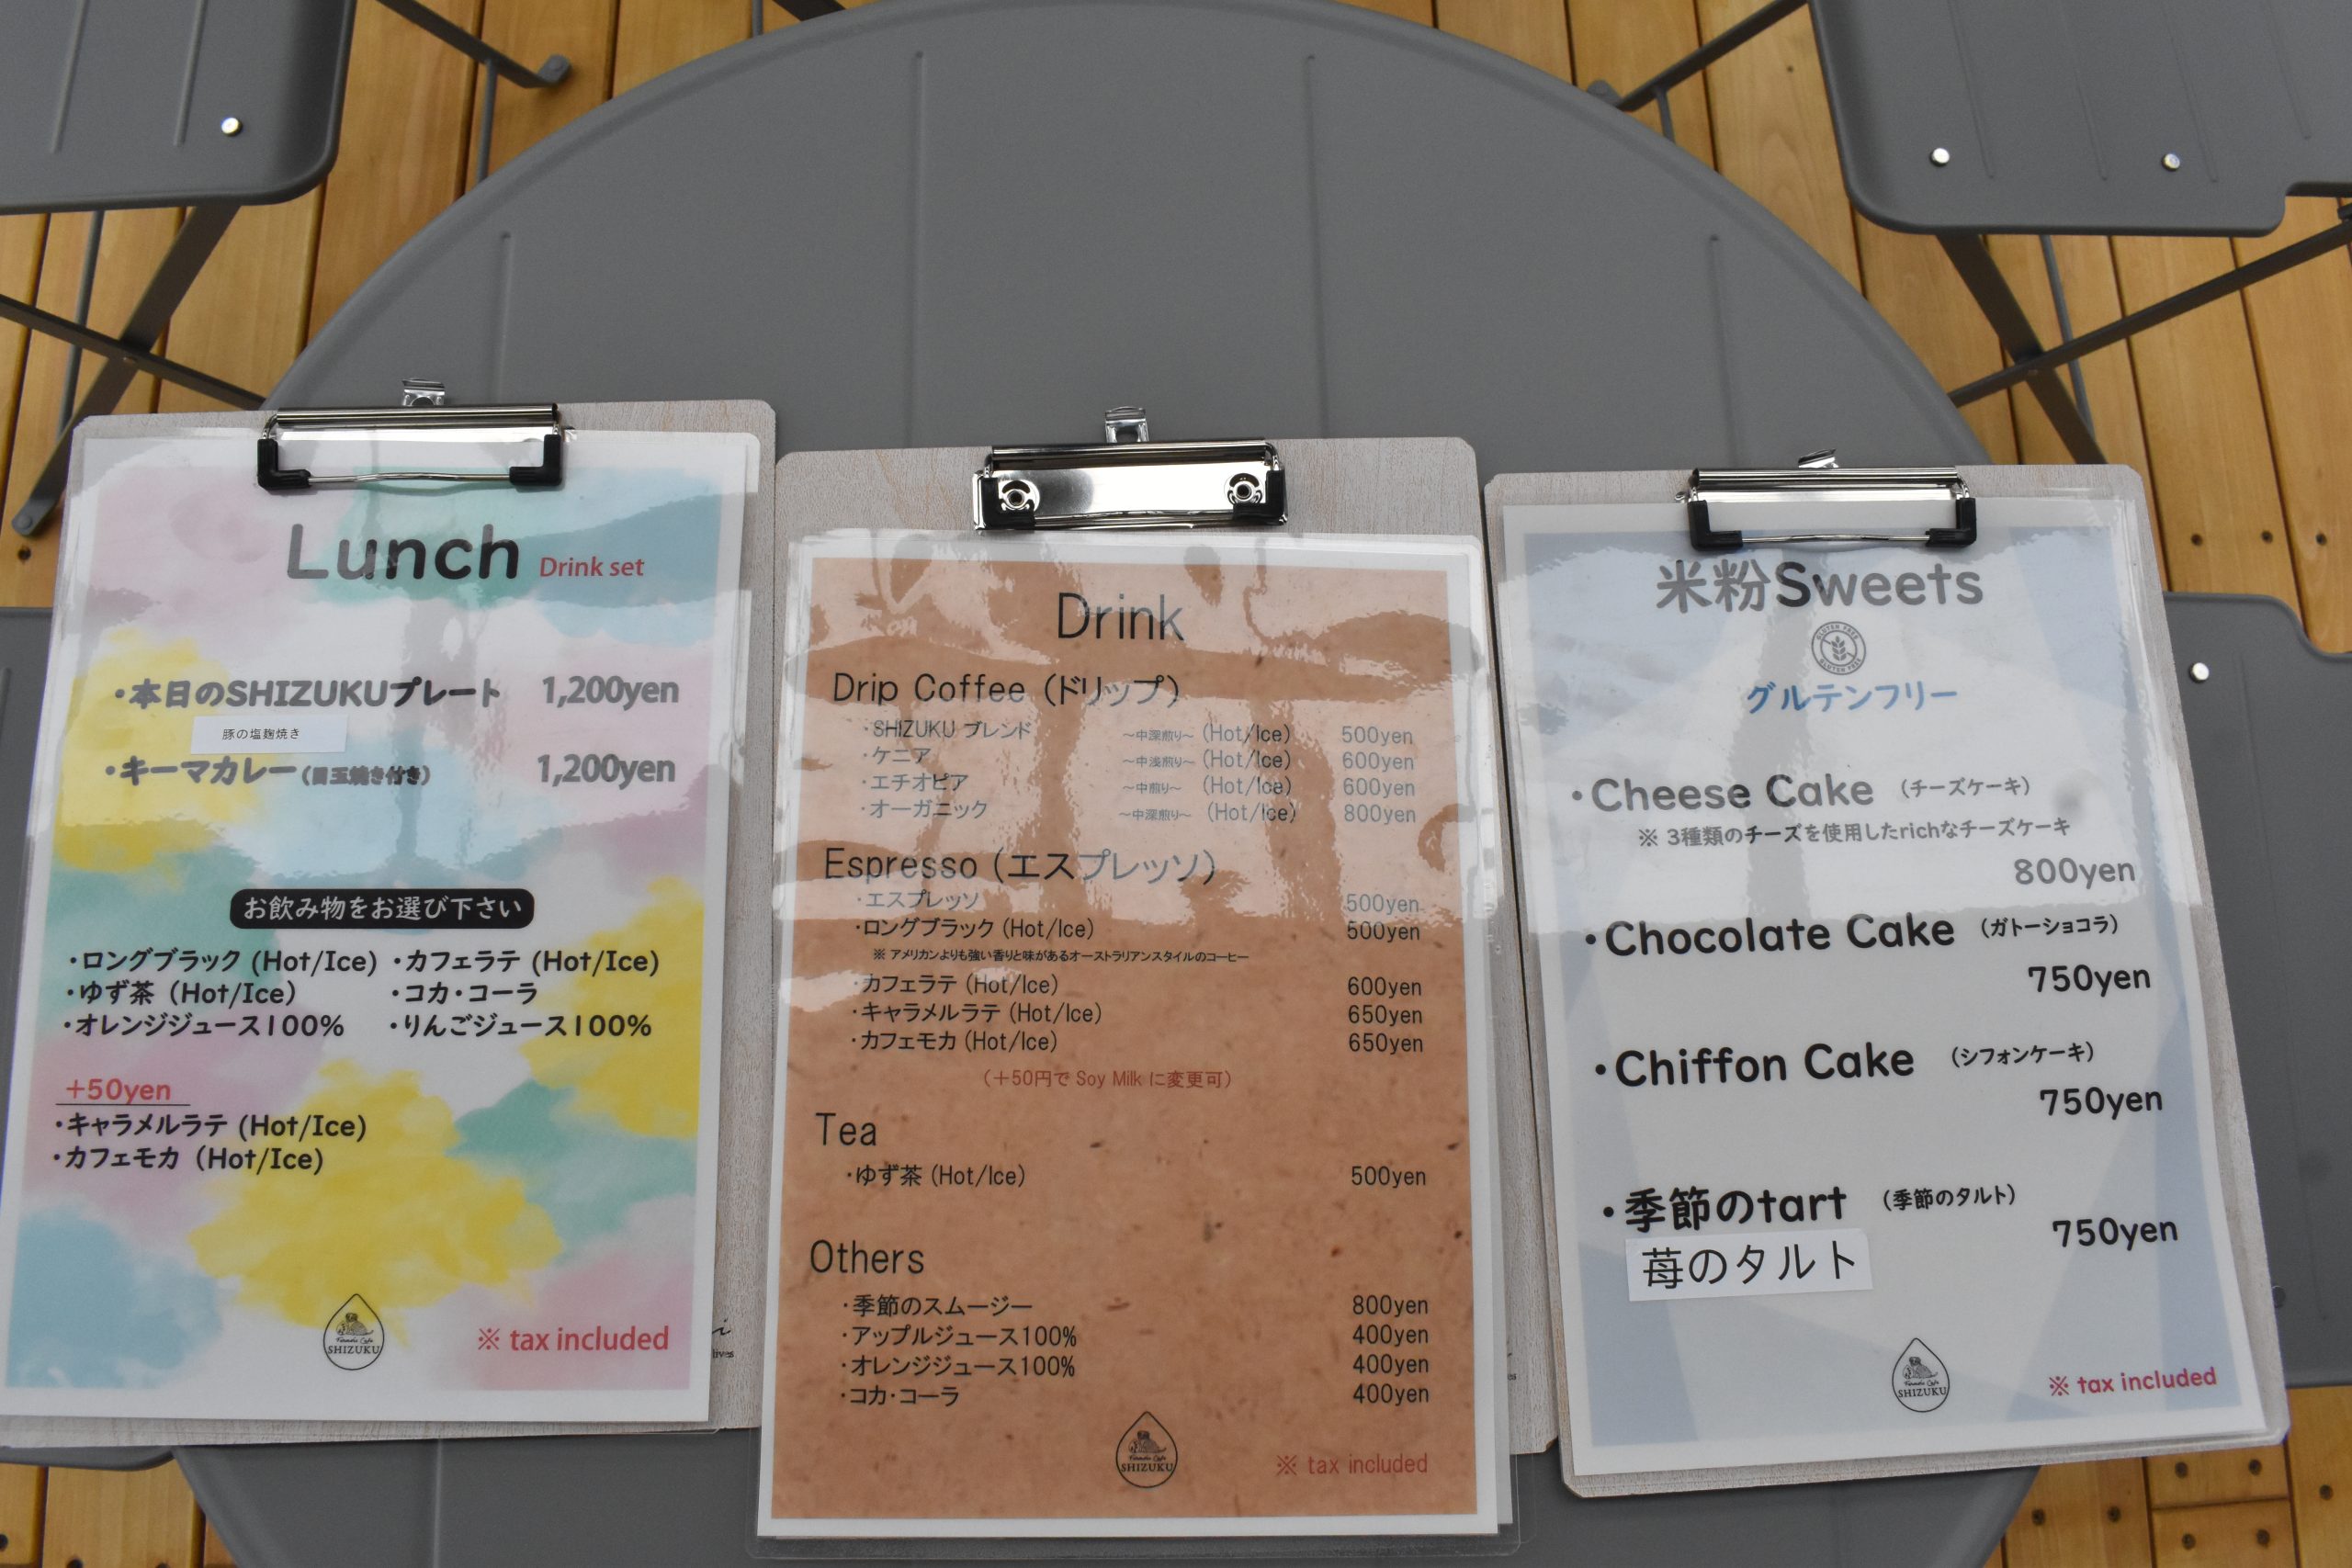 Lunch Drink set
・本日のSHIZUKUプレート 1,200yen
豚の塩麹焼き
・キーマカレー(目玉焼き付き) 1,200yen
お飲み物をお選び下さい
・ロングブラック (Hot/Ice) ・カフェラテ (Hot/Ice)
・ゆず茶 (Hot/Ice) ・コカ・コーラ
・オレンジジュース100% ・りんごジュース100%
+50yen
・キャラメルラテ (Hot/Ice)
・カフェモカ (Hot/Ice)
SHIZUKU
※ tax included
Drink
Drip Coffee (ドリップ)
・SHIZUKU ブレンド ～中深煎り～ (Hot/Ice) 500yen
・ケニア ～中浅煎り～ (Hot/Ice) 600yen
・エチオピア ～中煎り～ (Hot/Ice) 600yen
・オーガニック ～中深煎り～ (Hot/Ice) 800yen
Espresso (エスプレッソ)
・エスプレッソ 500yen
・ロングブラック (Hot/Ice) 500yen
※ アメリカンよりも強い香りと味があるオーストラリアンスタイルのコーヒー
・カフェラテ (Hot/Ice) 600yen
・キャラメルラテ (Hot/Ice) 650yen
・カフェモカ (Hot/Ice) 650yen
(+50円で Soy Milk に変更可)
Tea
・ゆず茶 (Hot/Ice) 500yen
Others
・季節のスムージー 800yen
・アップルジュース100% 400yen
・オレンジジュース100% 400yen
・コカ・コーラ 400yen
SHIZUKU
※ tax included
米粉Sweets
GLUTEN FREE
GLUTEN FREE
グルテンフリー
・Cheese Cake (チーズケーキ)
※ 3種類のチーズを使用したrichなチーズケーキ
800yen
・Chocolate Cake (ガトーショコラ)
750yen
・Chiffon Cake (シフォンケーキ)
750yen
・季節のtart (季節のタルト)
750yen
苺のタルト
SHIZUKU
※ tax included